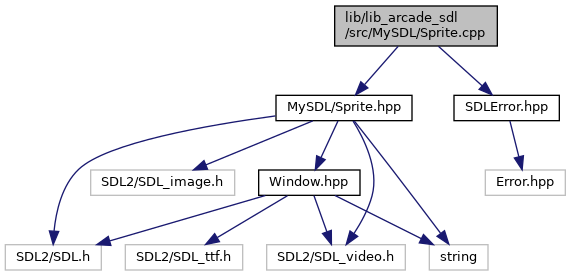 lib/lib_arcade_sdl
/src/MySDL/Sprite.cpp
MySDL/Sprite.hpp
SDLError.hpp
SDL2/SDL_image.h
Window.hpp
Error.hpp
SDL2/SDL.h
SDL2/SDL_ttf.h
SDL2/SDL_video.h
string